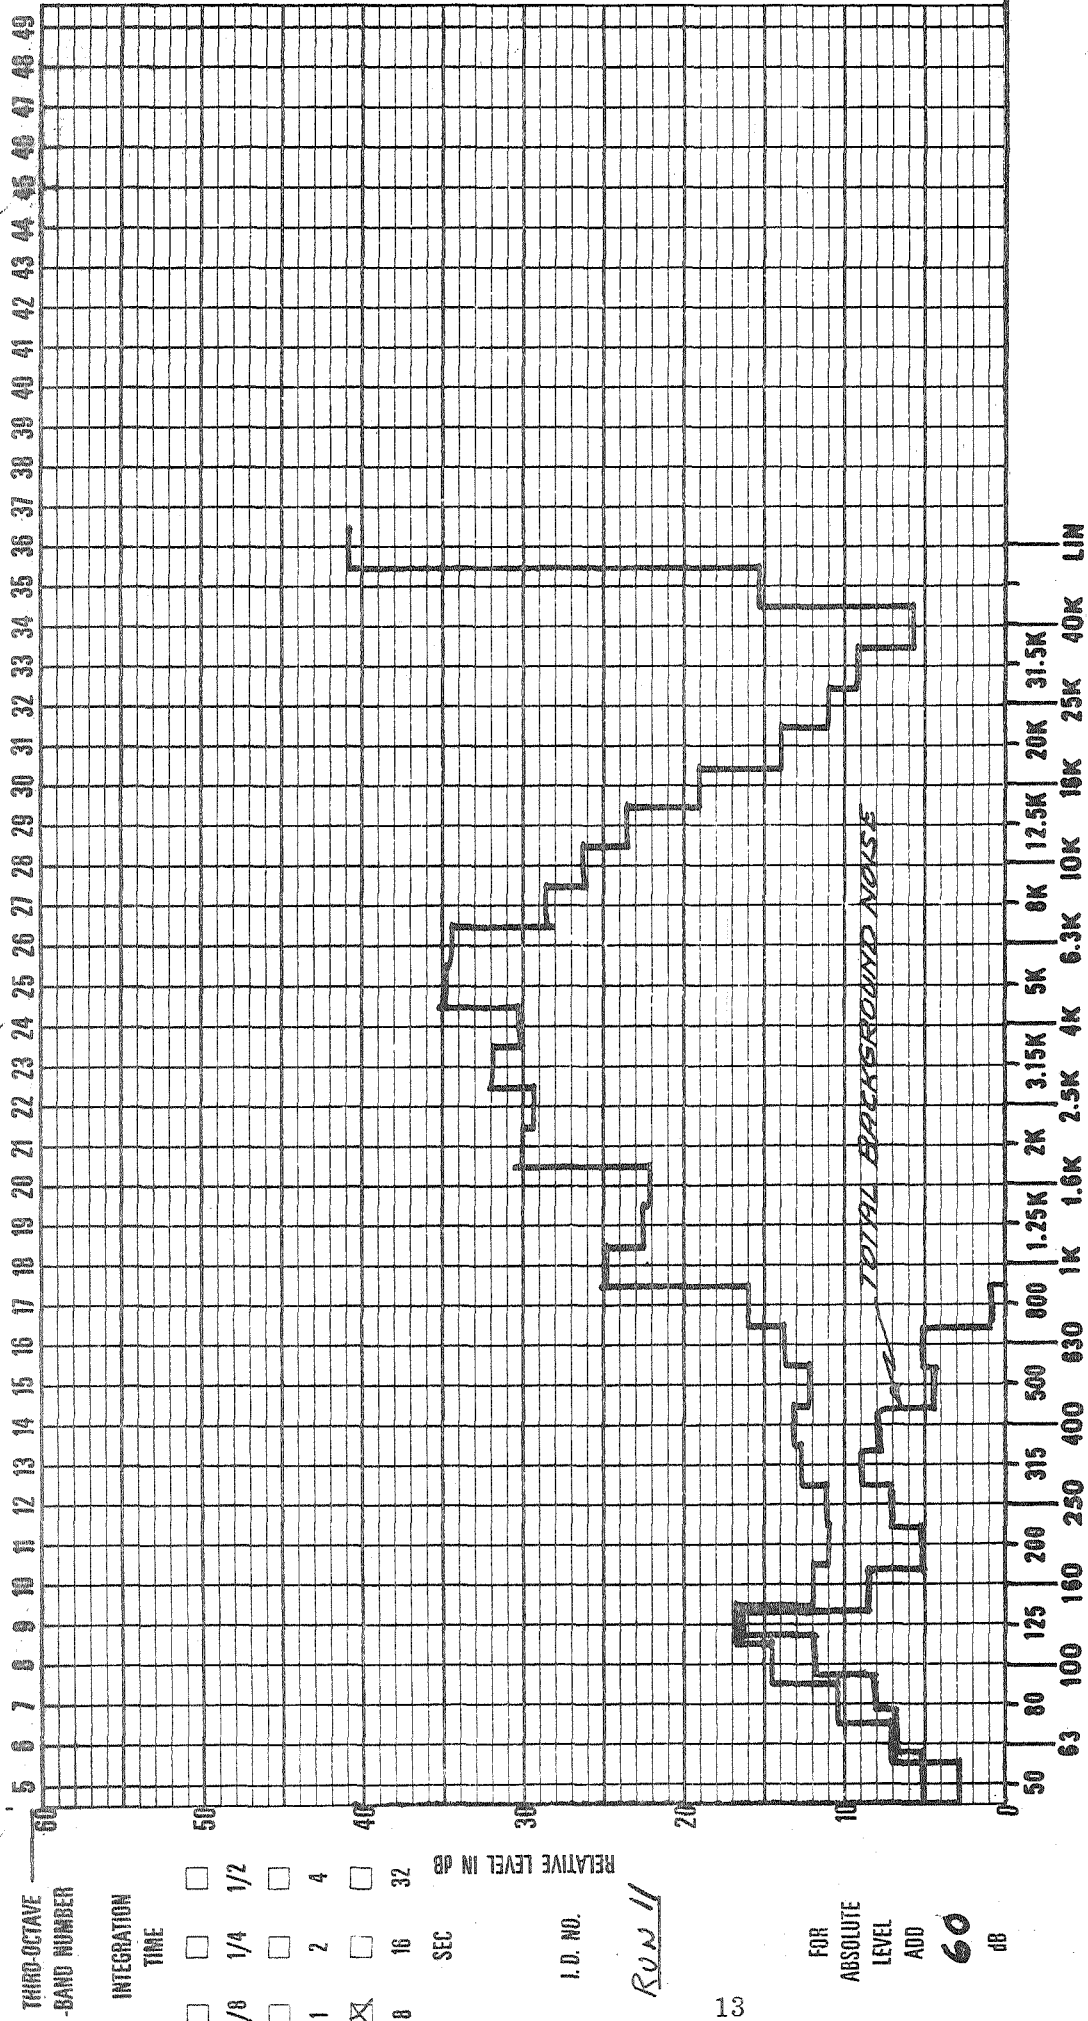 THIRD-OCTAVE
-BAND NUMBER
5 6 7 8 9 10 11 12 13 14 15 16 17 18 19 20 21 22 23 24 25 26 27 28 29 30 31 32 33 34 35 36 37 38 39 40 41 42 43 44 45 46 47 48 49
INTEGRATION
TIME
/8 1/4 1/2
1 2 4
8 16 32
SEC
RELATIVE LEVEL IN dB
60
50
40
30
20
10
0
I.D. NO.
RUN 11
FOR
ABSOLUTE
LEVEL
ADD
60
dB
TOTAL BACKGROUND NOISE
50 80 125 200 315 500 800 1.25K 2K 3.15K 5K 8K 12.5K 20K 31.5K
63 100 160 250 400 630 1K 1.6K 2.5K 4K 6.3K 10K 16K 25K 40K LIN
13